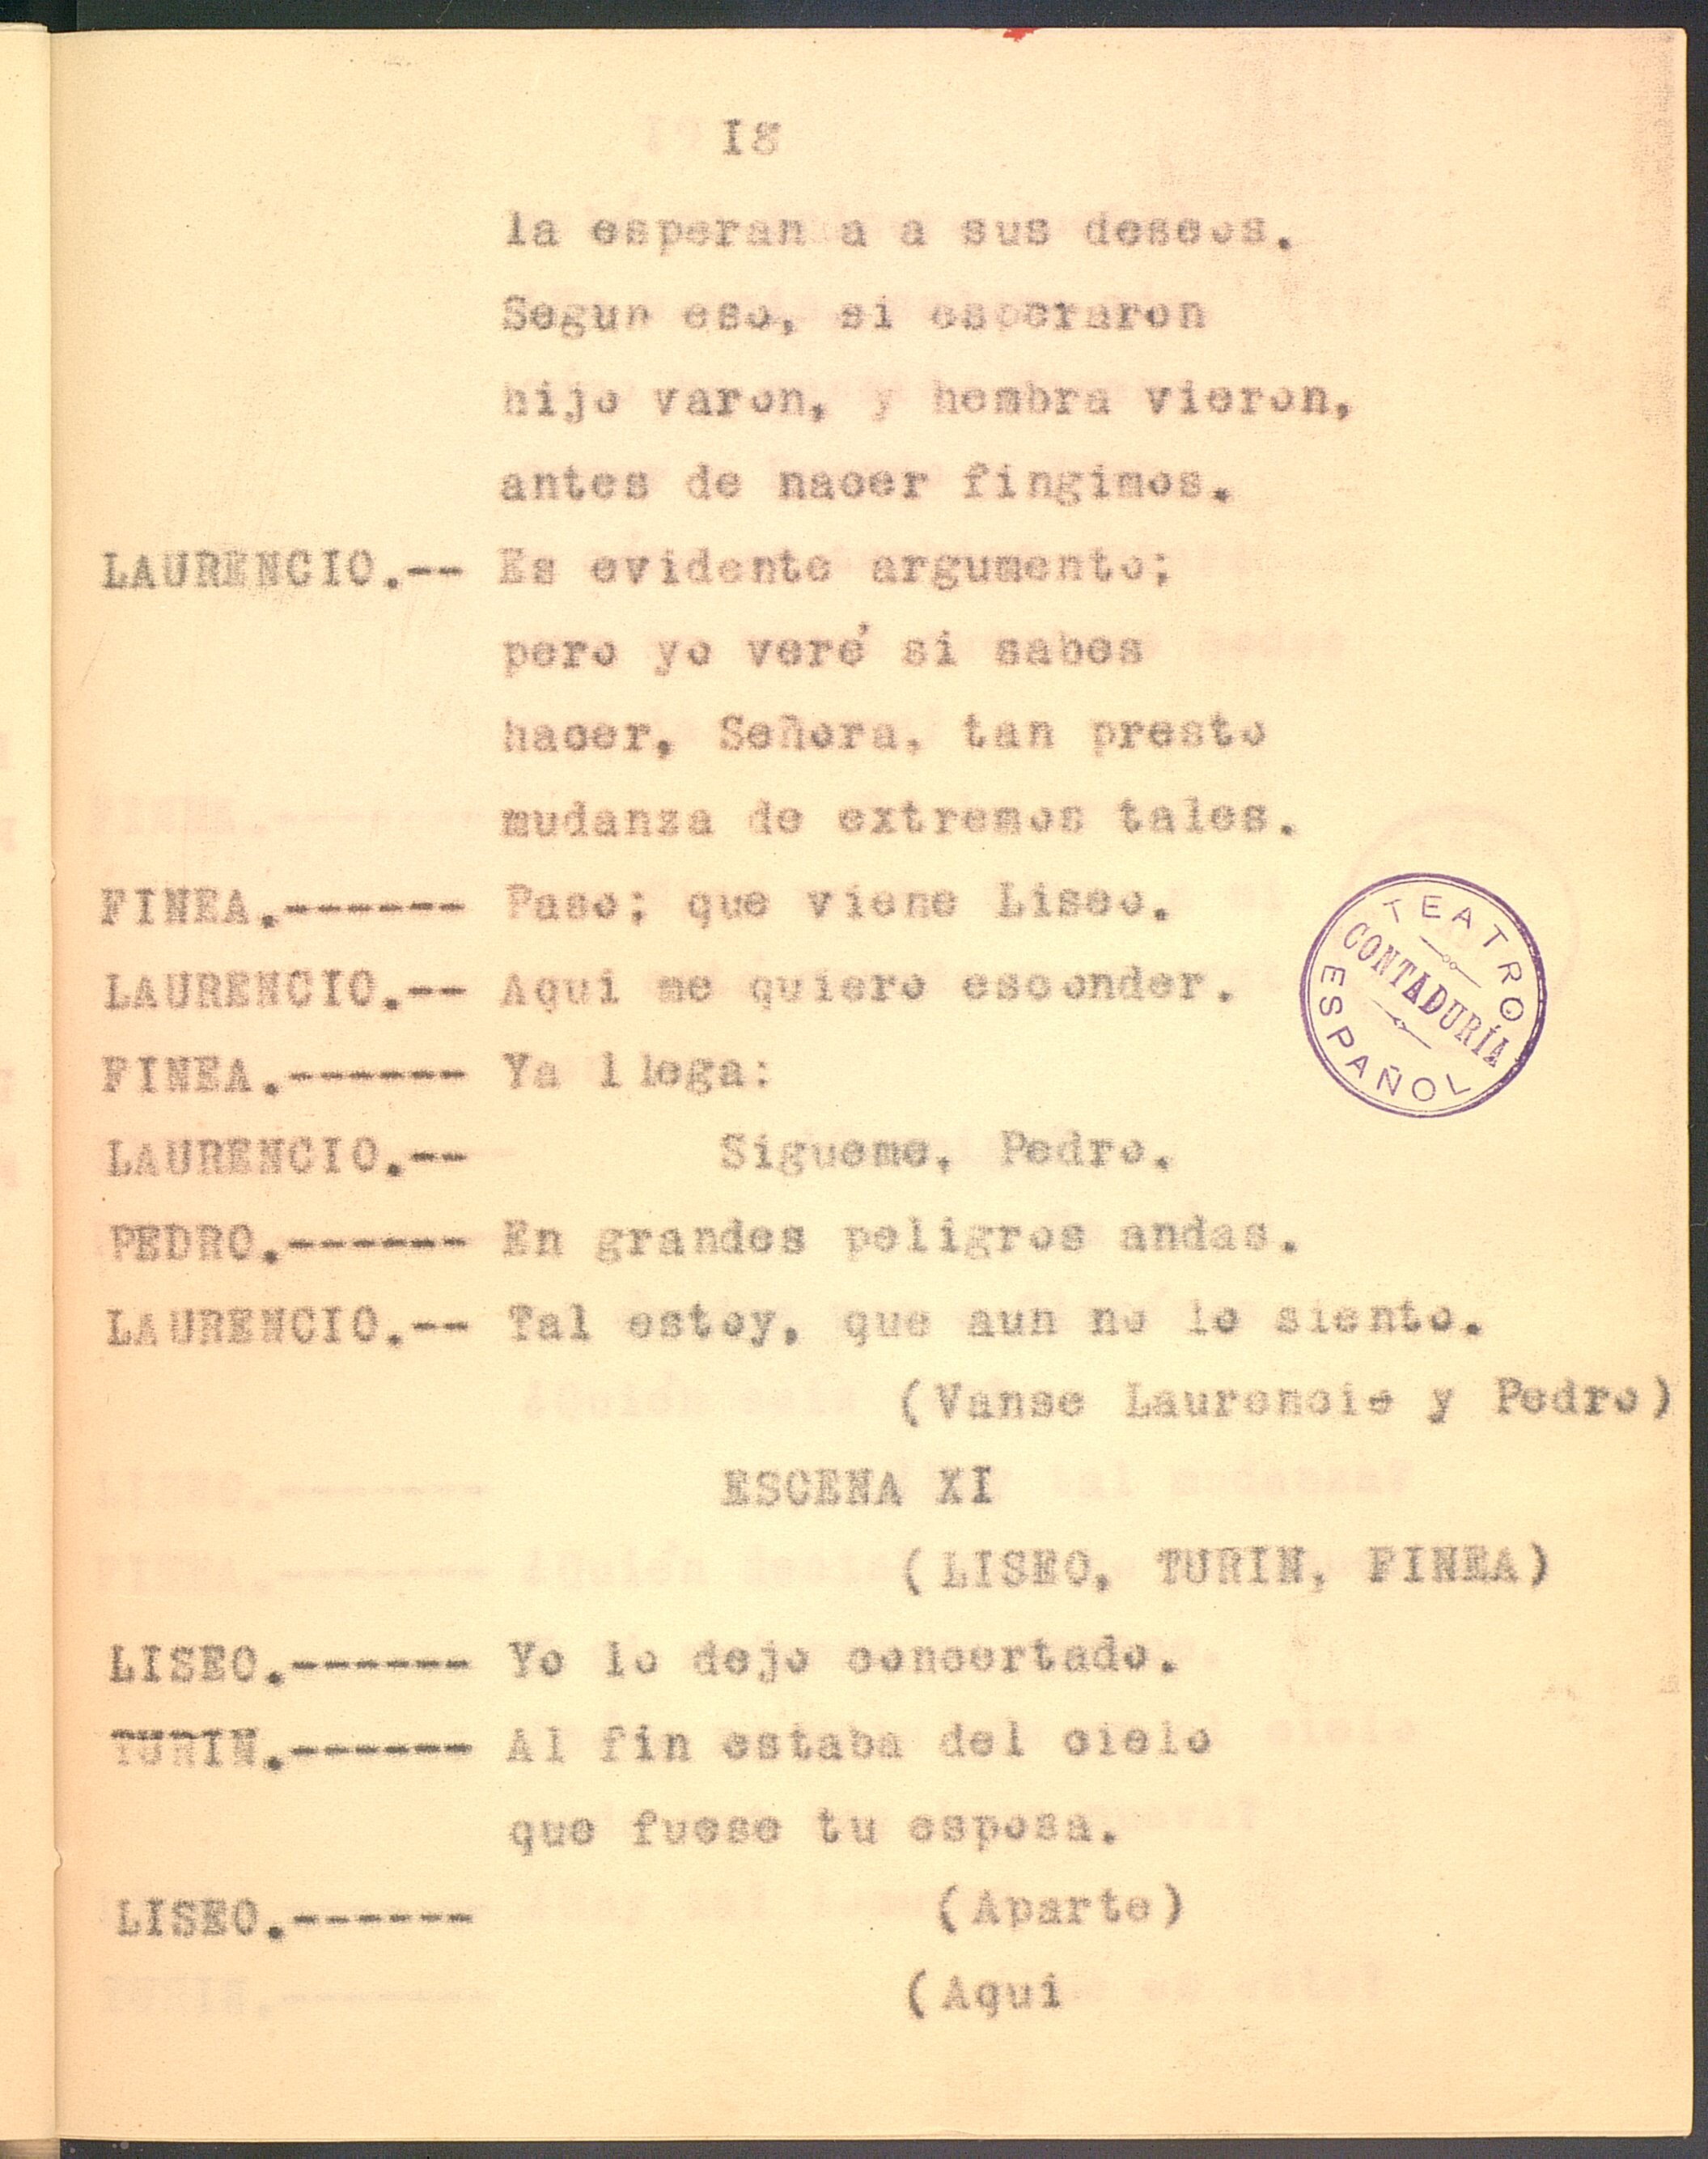 I8
la esperan a a sus deseos.
Segun eso, si esperaron
hijo varon, y hembra vieron,
antes de nacer fingimos.
LAURENCIO.-- Es evidente argumento;
pero yo veré si sabes
hacer, Señora, tan presto
mudanza de extremos tales.
FINEA.------ Paso; que viene Liseo.
LAURENCIO.-- Aqui me quiero esconder.
FINEA.------ Ya llega:
LAURENCIO.-- Sigueme, Pedro.
PEDRO.------ En grandes peligros andas.
LAURENCIO.-- Tal estoy, que aun no lo siento.
(Vanse Laurencio y Pedro)
ESCENA XI
(LISEO, TURIN, FINEA)
LISEO.------ Yo lo dejo concertado.
TURIN.------ Al fin estaba del cielo
que fuese tu esposa.
LISEO.------ (Aparte)
(Aqui
TEATRO ESPAÑOL
CONTADURÍA